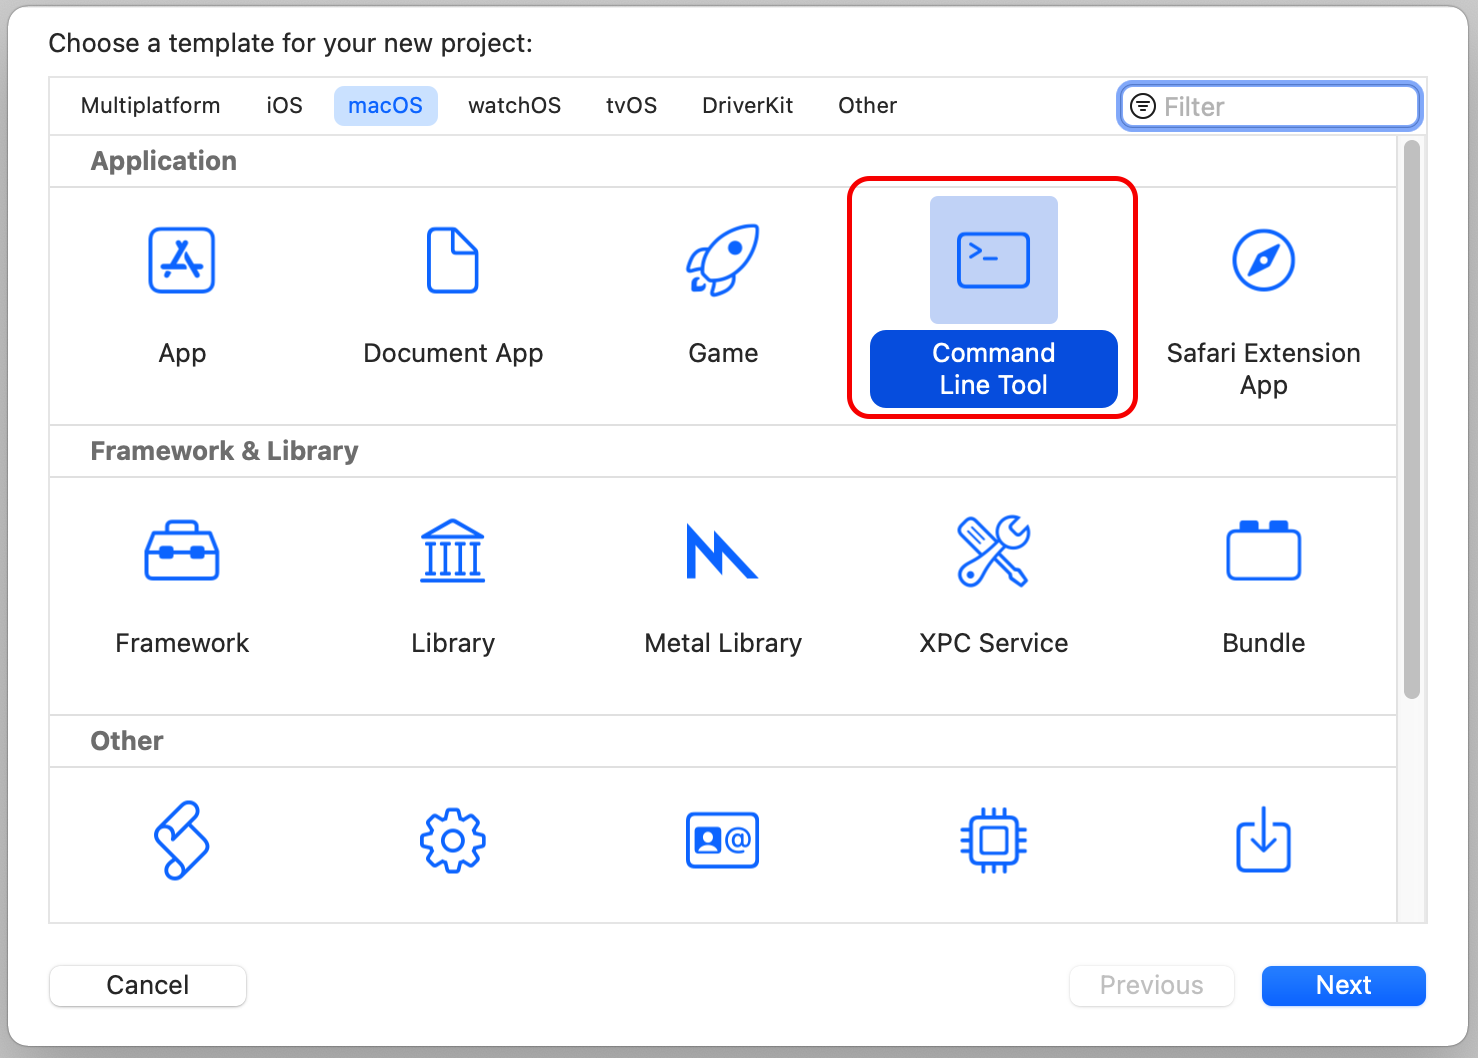 Choose a template for your new project:
Multiplatform iOS macOS watchOS tvOS DriverKit Other Filter
Application
App Document App Game Command Line Tool Safari Extension App
Framework & Library
Framework Library Metal Library XPC Service Bundle
Other
Cancel Previous Next